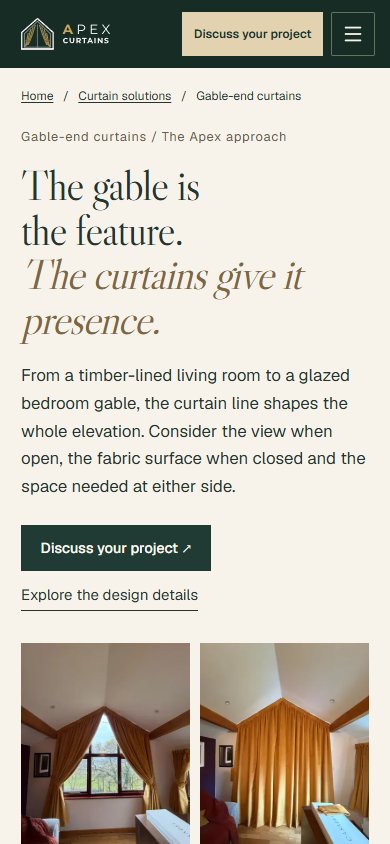 APEX
CURTAINS
Discuss your project
Home / Curtain solutions / Gable-end curtains
Gable-end curtains / The Apex approach
The gable is
the feature.
The curtains give it
presence.
From a timber-lined living room to a glazed
bedroom gable, the curtain line shapes the
whole elevation. Consider the view when
open, the fabric surface when closed and the
space needed at either side.
Discuss your project ↗
Explore the design details